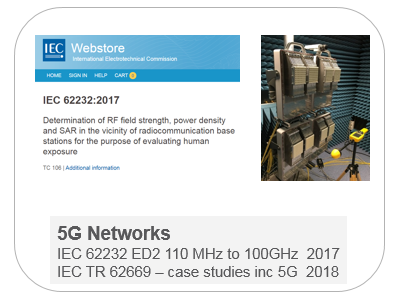 IEC Webstore
International Electrotechnical Commission
HOME SIGN IN HELP CART
IEC 62232:2017
Determination of RF field strength, power density
and SAR in the vicinity of radiocommunication base
stations for the purpose of evaluating human
exposure
TC 106 | Additional information
5G Networks
IEC 62232 ED2 110 MHz to 100GHz 2017
IEC TR 62669 – case studies inc 5G 2018